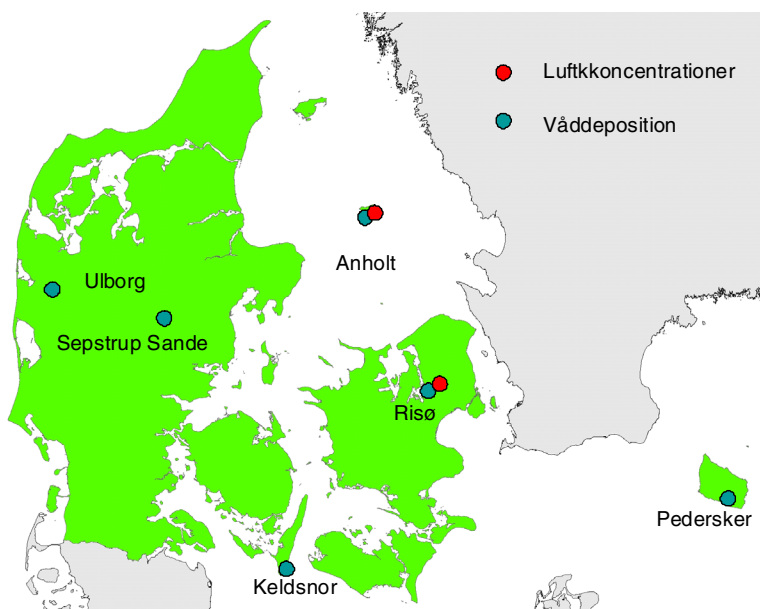 Luftkkoncentrationer
Våddeposition
Anholt
Ulborg
Sepstrup Sande
Risø
Pedersker
Keldsnor